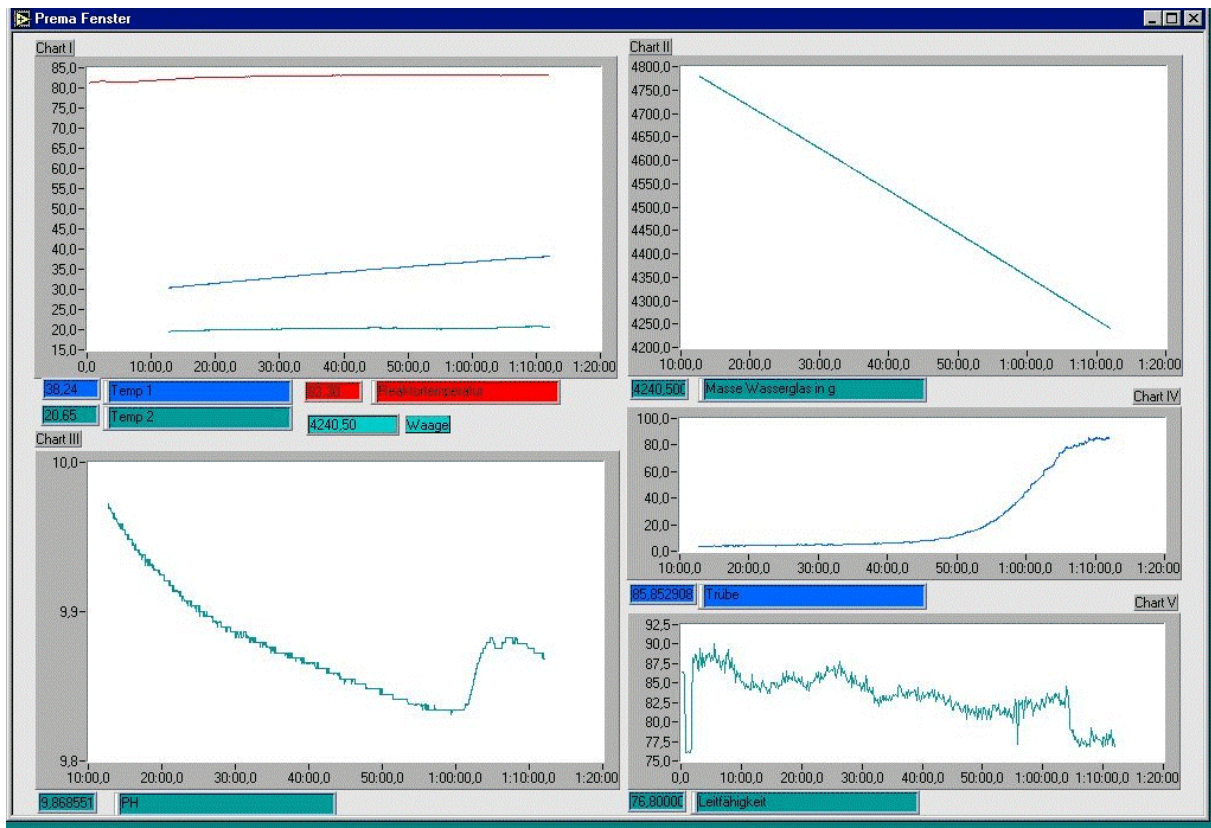 Prema Fenster
Chart I
85,0
80,0
75,0
70,0
65,0
60,0
55,0
50,0
45,0
40,0
35,0
30,0
25,0
20,0
15,0
0,0 10:00,0 20:00,0 30:00,0 40:00,0 50:00,0 1:00:00,0 1:10:00,0 1:20:00
38,24 Temp 1 Reaktortemperatur
20,65 Temp 2
4240,50 Waage
Chart II
4800,0
4750,0
4700,0
4650,0
4600,0
4550,0
4500,0
4450,0
4400,0
4350,0
4300,0
4250,0
4200,0
10:00,0 20:00,0 30:00,0 40:00,0 50:00,0 1:00:00,0 1:10:00,0 1:20:00
4240,500 Masse Wasserglas in g
Chart III
10,0
9,9
9,8
10:00,0 20:00,0 30:00,0 40:00,0 50:00,0 1:00:00,0 1:10:00,0 1:20:00
9,868551 PH
Chart IV
100,0
80,0
60,0
40,0
20,0
0,0
10:00,0 20:00,0 30:00,0 40:00,0 50:00,0 1:00:00,0 1:10:00,0 1:20:00
85,852908 Trübe
Chart V
92,5
90,0
87,5
85,0
82,5
80,0
77,5
75,0
0,0 10:00,0 20:00,0 30:00,0 40:00,0 50:00,0 1:00:00,0 1:10:00,0 1:20:00
76,80000 Leitfähigkeit